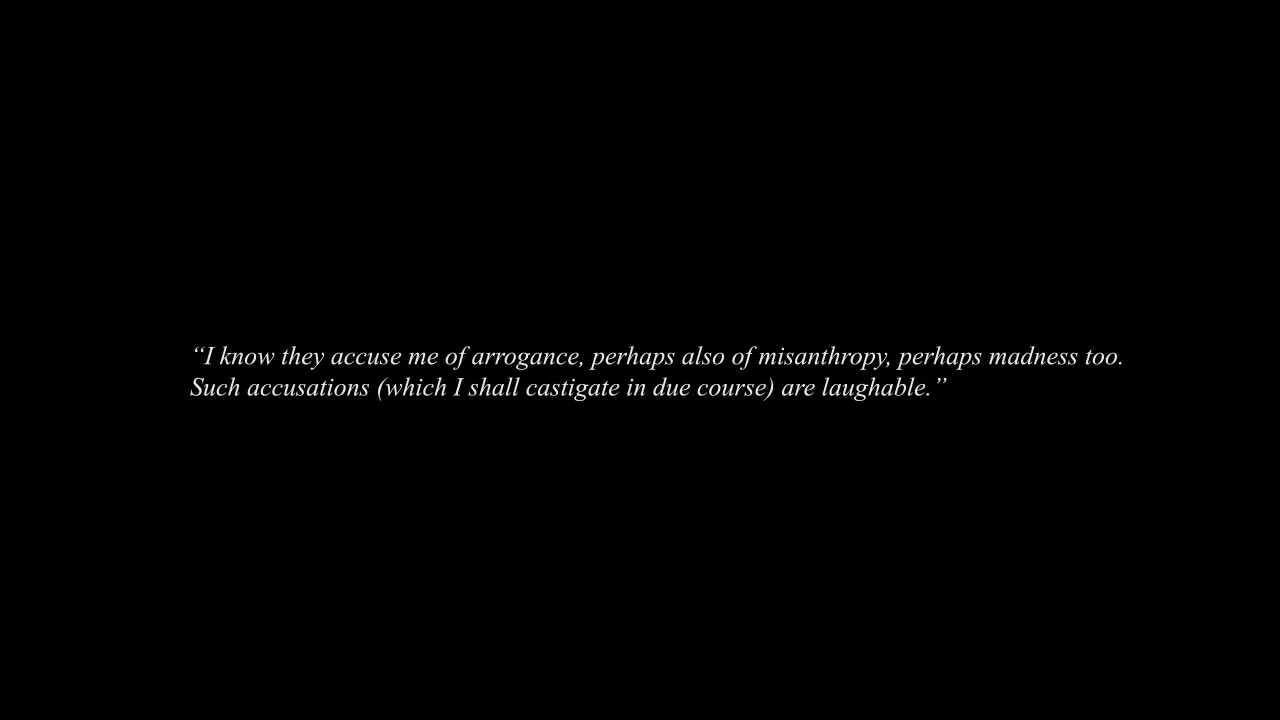 “I know they accuse me of arrogance, perhaps also of misanthropy, perhaps madness too.
Such accusations (which I shall castigate in due course) are laughable.”